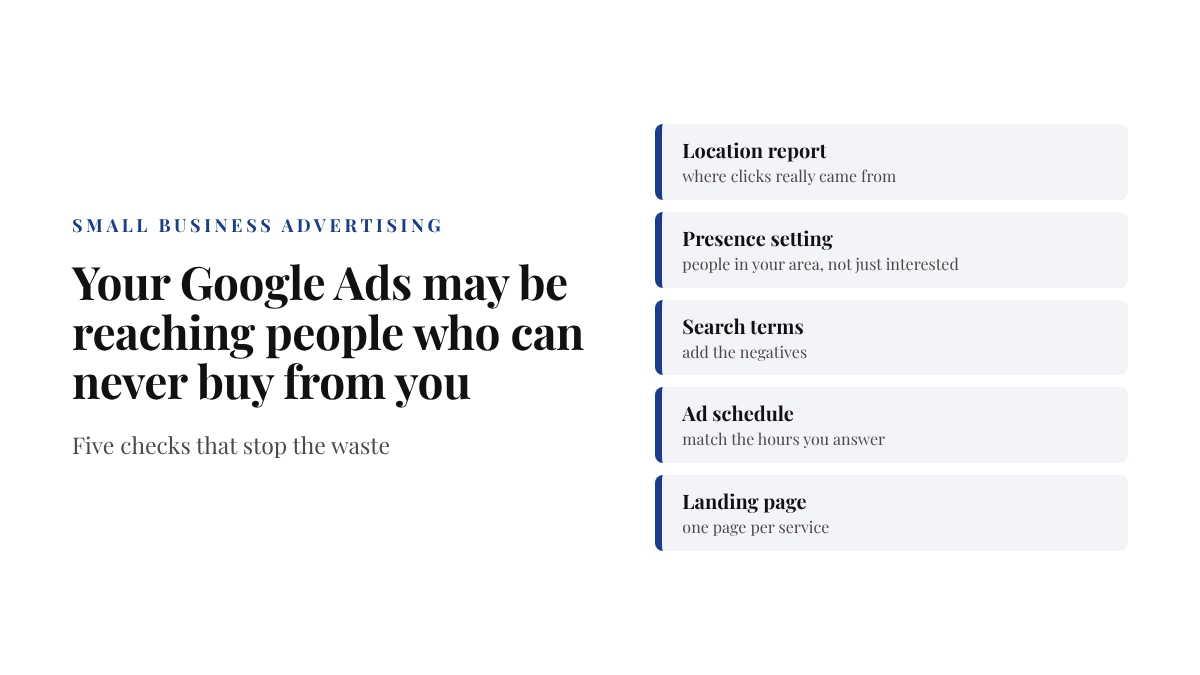 SMALL BUSINESS ADVERTISING
Your Google Ads may be
reaching people who can
never buy from you
Five checks that stop the waste
Location report
where clicks really came from
Presence setting
people in your area, not just interested
Search terms
add the negatives
Ad schedule
match the hours you answer
Landing page
one page per service